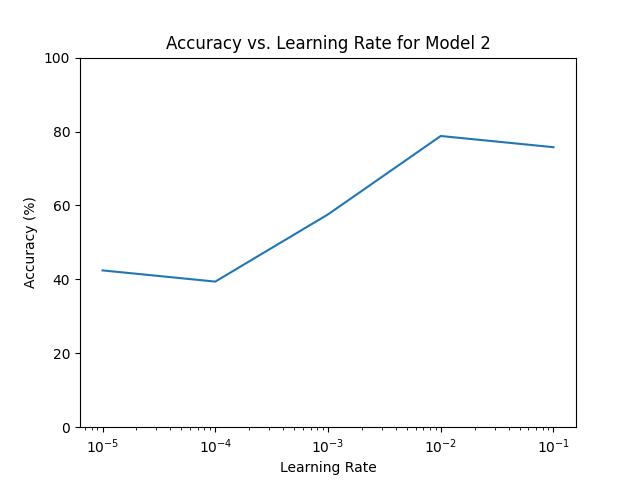 Accuracy vs. Learning Rate for Model 2
100
80
60
40
20
0
Accuracy (%)
10⁻⁵ 10⁻⁴ 10⁻³ 10⁻² 10⁻¹
Learning Rate